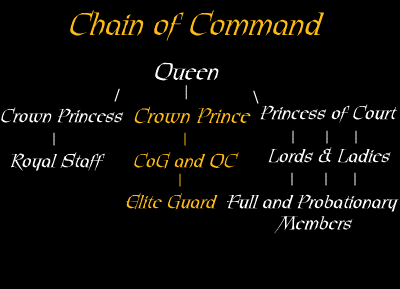 Chain of Command
Queen
Crown Princess Crown Prince Princess of Court
Royal Staff CoG and QC Lords & Ladies
Elite Guard Full and Probationary
Members